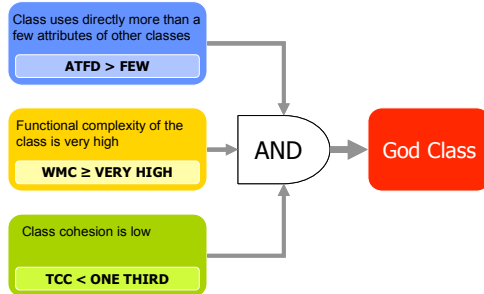 Class uses directly more than a
few attributes of other classes
ATFD > FEW
Functional complexity of the
class is very high
WMC ≥ VERY HIGH
AND
God Class
Class cohesion is low
TCC < ONE THIRD